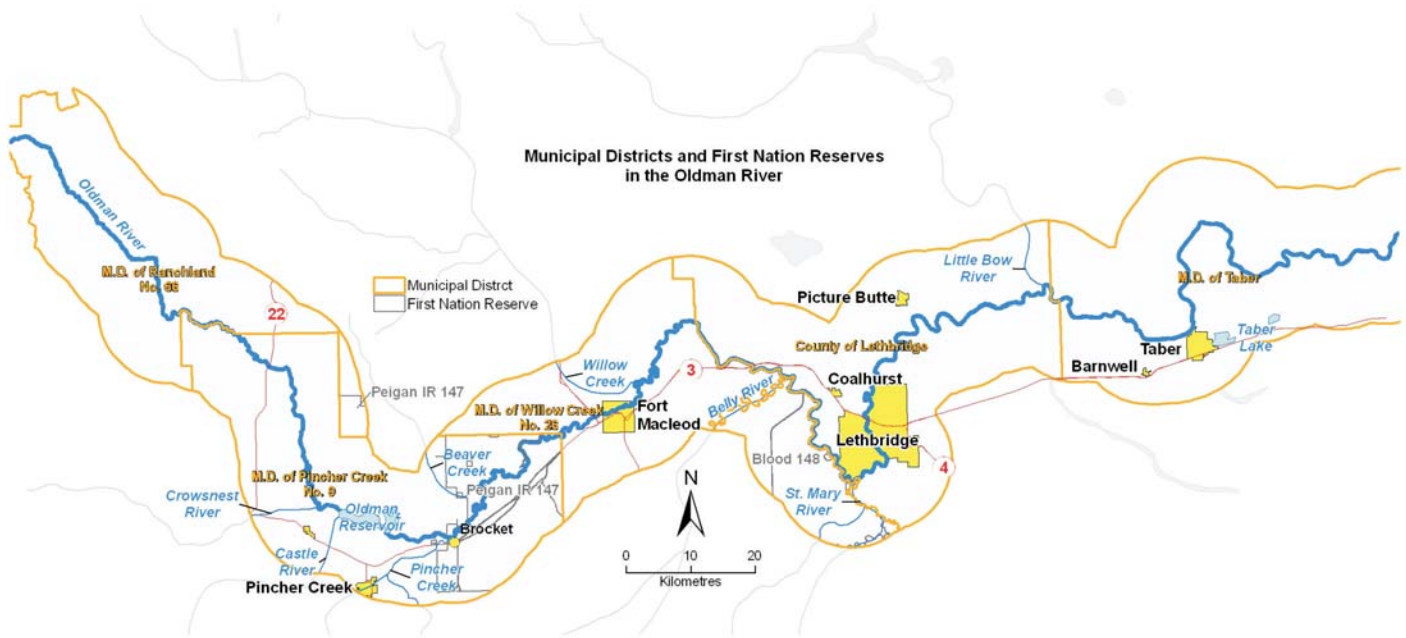 Municipal Districts and First Nation Reserves
in the Oldman River
Oldman River
M.D. of Ranchland
No. 66
22
Municipal Distrct
First Nation Reserve
Peigan IR 147
Willow
Creek
3
Belly River
Picture Butte
Little Bow
River
M.D. of Taber
County of Lethbridge
Coalhurst
Taber
Taber
Lake
Barnwell
M.D. of Willow Creek
No. 26
Fort
Macleod
Lethbridge
4
Blood 148
St. Mary
River
Beaver
Creek
Peigan IR 147
M.D. of Pincher Creek
No. 9
Crowsnest
River
Oldman
Reservoir
Brocket
Castle
River
Pincher
Creek
Pincher Creek
N
0 10 20
Kilometres